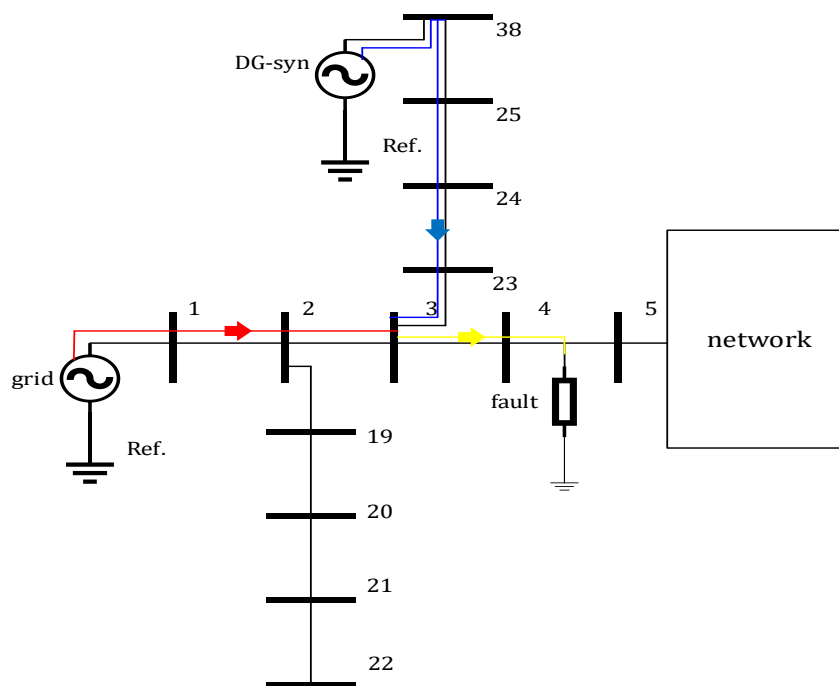 38
DG-syn
25
Ref.
24
23
1
2
3
4
5
network
grid
fault
Ref.
19
20
21
22